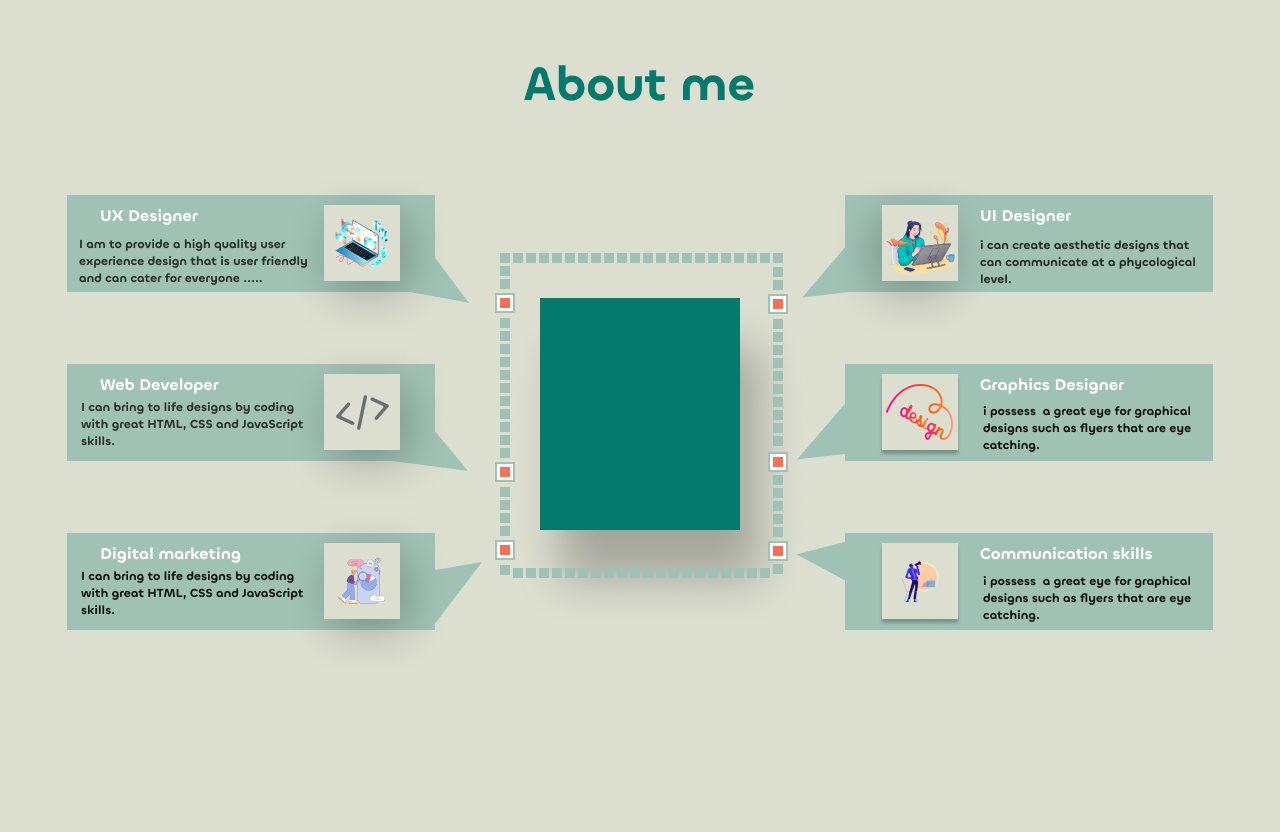 About me
UX Designer
I am to provide a high quality user
experience design that is user friendly
and can cater for everyone .....
UI Designer
i can create aesthetic designs that
can communicate at a phycological
level.
Web Developer
I can bring to life designs by coding
with great HTML, CSS and JavaScript
skills.
</>
Graphics Designer
i possess  a great eye for graphical
designs such as flyers that are eye
catching.
design
Digital marketing
I can bring to life designs by coding
with great HTML, CSS and JavaScript
skills.
Communication skills
i possess  a great eye for graphical
designs such as flyers that are eye
catching.